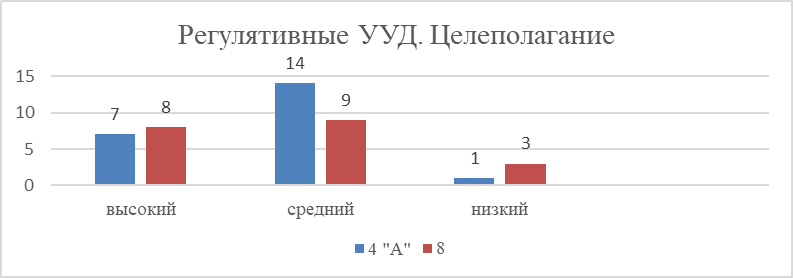 Регулятивные УУД. Целеполагание
15
10
5
0
7
8
14
9
1
3
высокий
средний
низкий
4 "А"
8